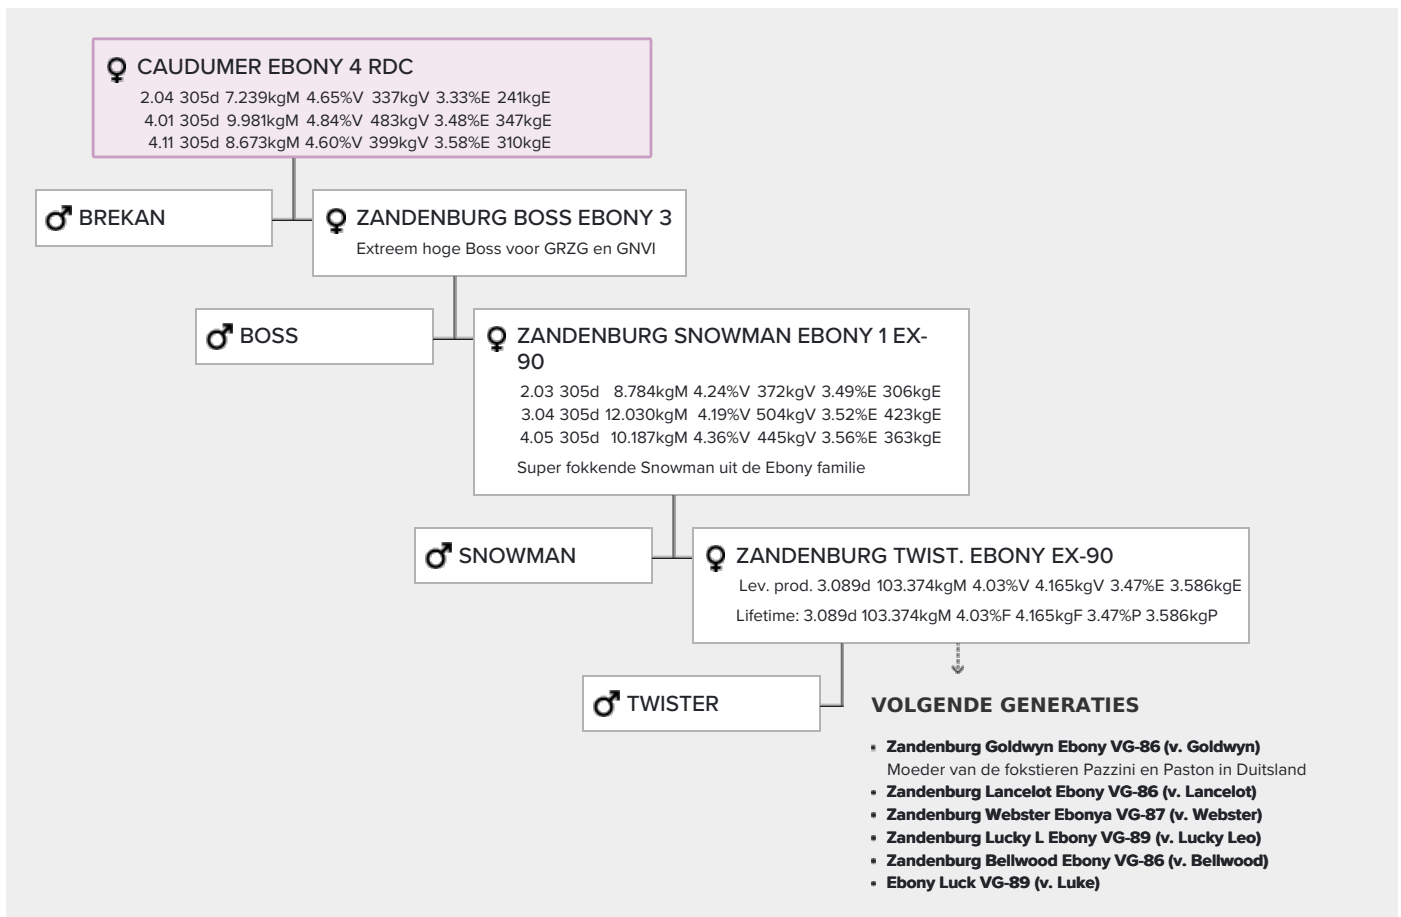 CAUDUMER EBONY 4 RDC
2.04 305d 7.239kgM 4.65%V 337kgV 3.33%E 241kgE
4.01 305d 9.981kgM 4.84%V 483kgV 3.48%E 347kgE
4.11 305d 8.673kgM 4.60%V 399kgV 3.58%E 310kgE
BREKAN
ZANDENBURG BOSS EBONY 3
Extreem hoge Boss voor GRZG en GNVI
BOSS
ZANDENBURG SNOWMAN EBONY 1 EX-
90
2.03 305d 8.784kgM 4.24%V 372kgV 3.49%E 306kgE
3.04 305d 12.030kgM 4.19%V 504kgV 3.52%E 423kgE
4.05 305d 10.187kgM 4.36%V 445kgV 3.56%E 363kgE
Super fokkende Snowman uit de Ebony familie
SNOWMAN
ZANDENBURG TWIST. EBONY EX-90
Lev. prod. 3.089d 103.374kgM 4.03%V 4.165kgV 3.47%E 3.586kgE
Lifetime: 3.089d 103.374kgM 4.03%F 4.165kgF 3.47%P 3.586kgP
TWISTER
VOLGENDE GENERATIES
▪ Zandenburg Goldwyn Ebony VG-86 (v. Goldwyn)
Moeder van de fokstieren Pazzini en Paston in Duitsland
▪ Zandenburg Lancelot Ebony VG-86 (v. Lancelot)
▪ Zandenburg Webster Ebonya VG-87 (v. Webster)
▪ Zandenburg Lucky L Ebony VG-89 (v. Lucky Leo)
▪ Zandenburg Bellwood Ebony VG-86 (v. Bellwood)
▪ Ebony Luck VG-89 (v. Luke)